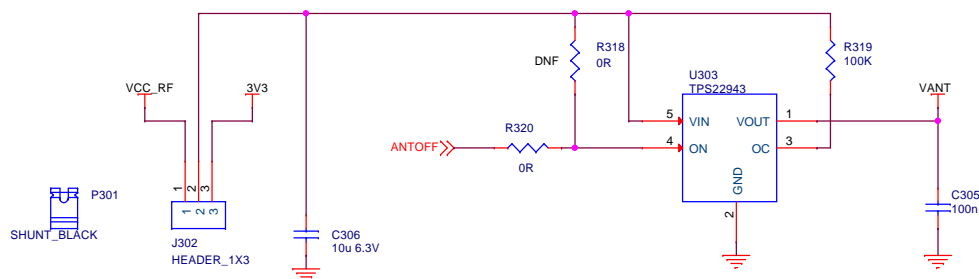 R318
DNF
0R
R319
100K
U303
TPS22943
VCC_RF
3V3
VANT
5
VIN
VOUT
1
R320
ANTOFF
4
ON
OC
3
0R
GND
2
P301
1
2
3
1
2
3
C305
100n
SHUNT_BLACK
J302
HEADER_1X3
C306
10u 6.3V